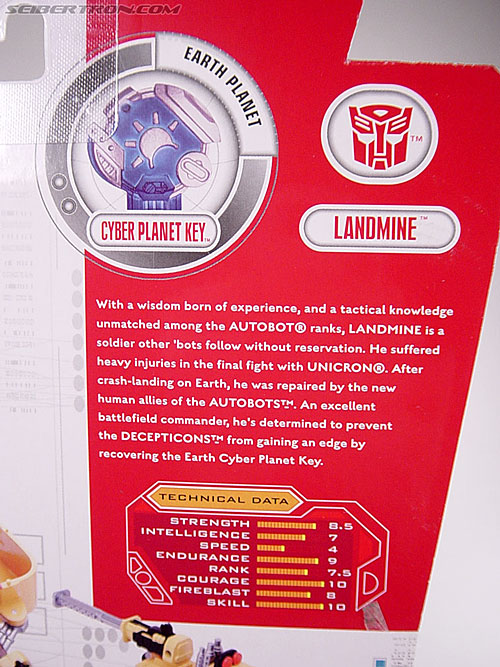 SEIBERTRON.COM
EARTH PLANET
CYBER PLANET KEY™
TM
LANDMINE™
With a wisdom born of experience, and a tactical knowledge
unmatched among the AUTOBOT® ranks, LANDMINE is a
soldier other 'bots follow without reservation. He suffered
heavy injuries in the final fight with UNICRON®. After
crash-landing on Earth, he was repaired by the new
human allies of the AUTOBOTS™. An excellent
battlefield commander, he's determined to prevent
the DECEPTICONS™ from gaining an edge by
recovering the Earth Cyber Planet Key.
TECHNICAL DATA
STRENGTH 8.5
INTELLIGENCE 7
SPEED 4
ENDURANCE 9
RANK 7.5
COURAGE 10
FIREBLAST 8
SKILL 10